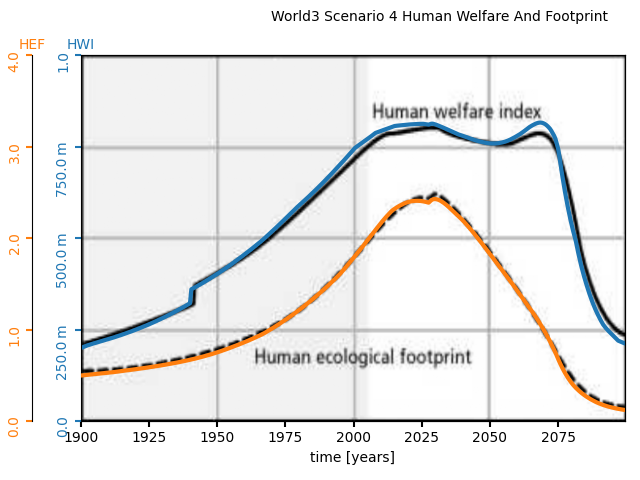 World3 Scenario 4 Human Welfare And Footprint
HEF HWI
4.0 1.0
Human welfare index
3.0 750.0 m
2.0 500.0 m
1.0 250.0 m
Human ecological footprint
0.0 0.0
1900 1925 1950 1975 2000 2025 2050 2075
time [years]